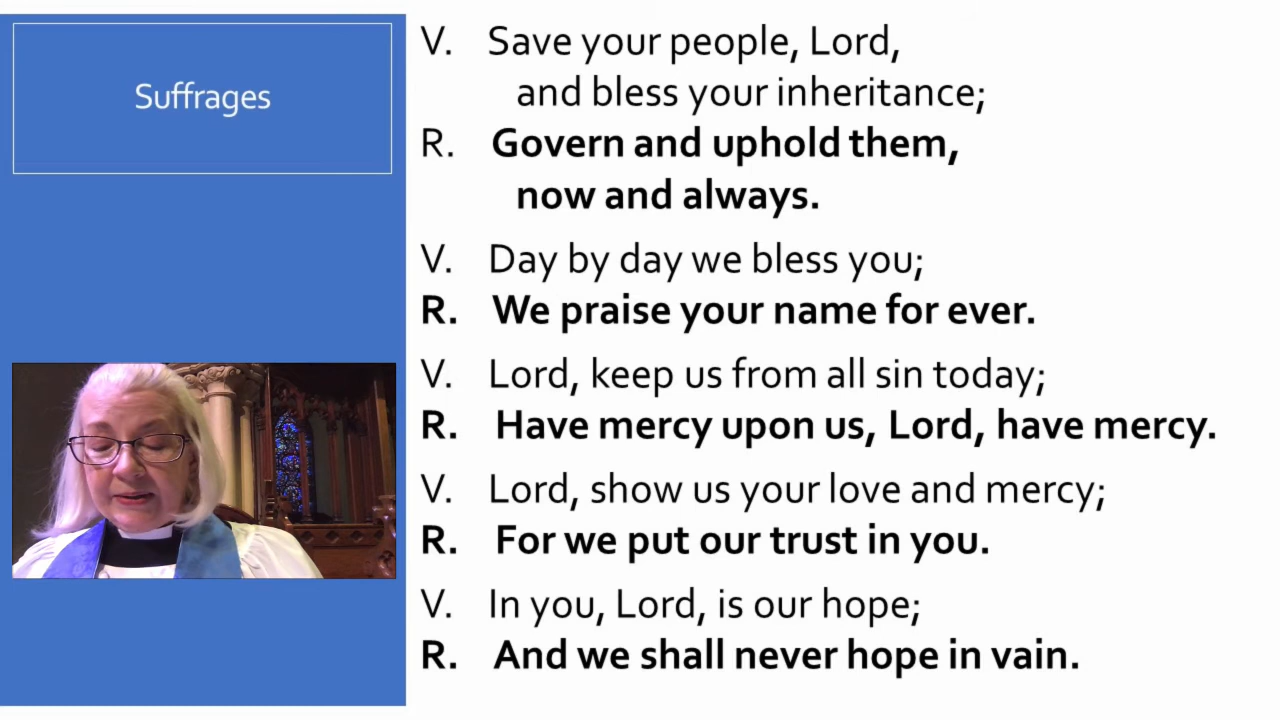 Suffrages
V. Save your people, Lord,
and bless your inheritance;
R. Govern and uphold them,
now and always.
V. Day by day we bless you;
R. We praise your name for ever.
V. Lord, keep us from all sin today;
R. Have mercy upon us, Lord, have mercy.
V. Lord, show us your love and mercy;
R. For we put our trust in you.
V. In you, Lord, is our hope;
R. And we shall never hope in vain.